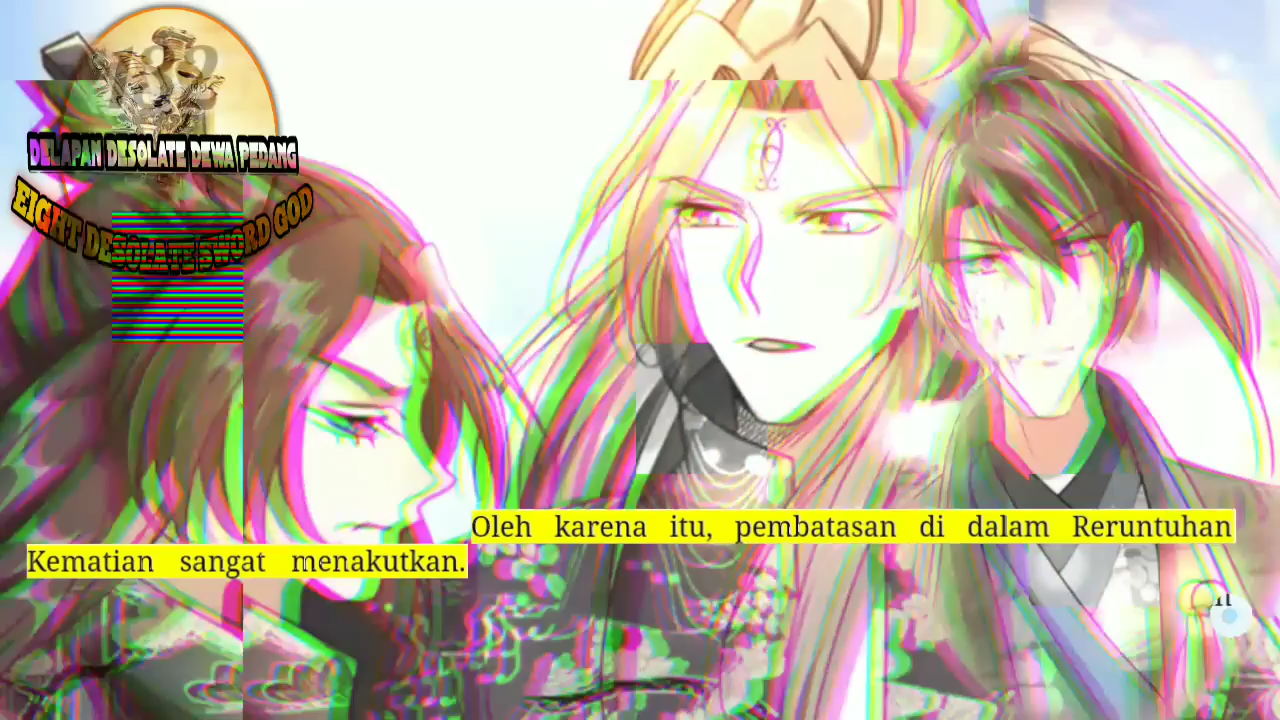 DELAPAN DESOLATE DEWA PEDANG
EIGHT DESOLATE SWORD GOD
Oleh karena itu, pembatasan di dalam Reruntuhan
Kematian sangat menakutkan.